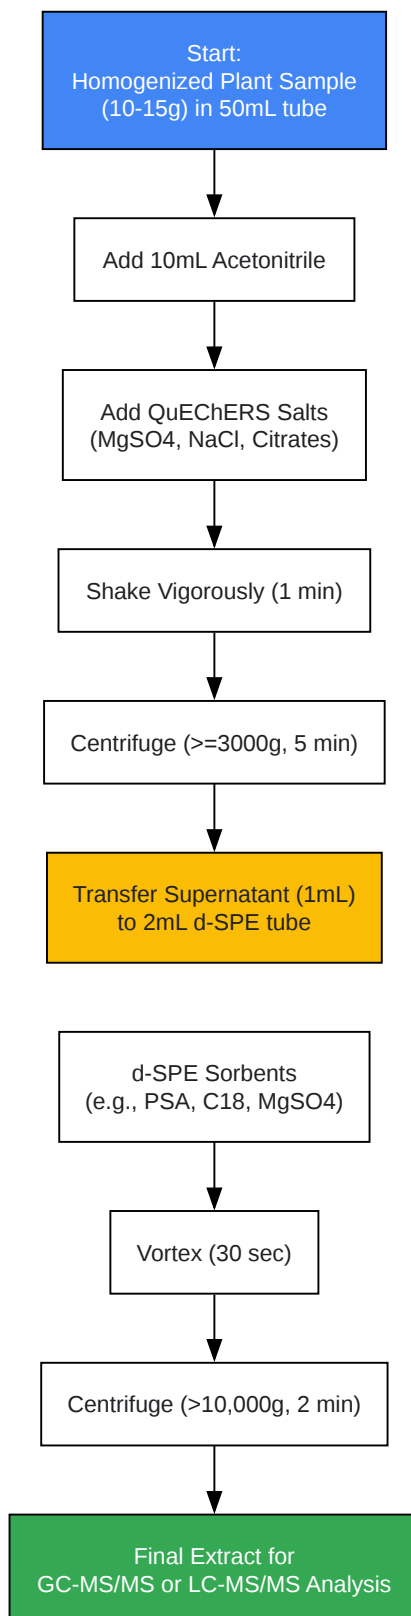 Start:
Homogenized Plant Sample
(10-15g) in 50mL tube
Add 10mL Acetonitrile
Add QuEChERS Salts
(MgSO4, NaCl, Citrates)
Shake Vigorously (1 min)
Centrifuge (>=3000g, 5 min)
Transfer Supernatant (1mL)
to 2mL d-SPE tube
d-SPE Sorbents
(e.g., PSA, C18, MgSO4)
Vortex (30 sec)
Centrifuge (>10,000g, 2 min)
Final Extract for
GC-MS/MS or LC-MS/MS Analysis